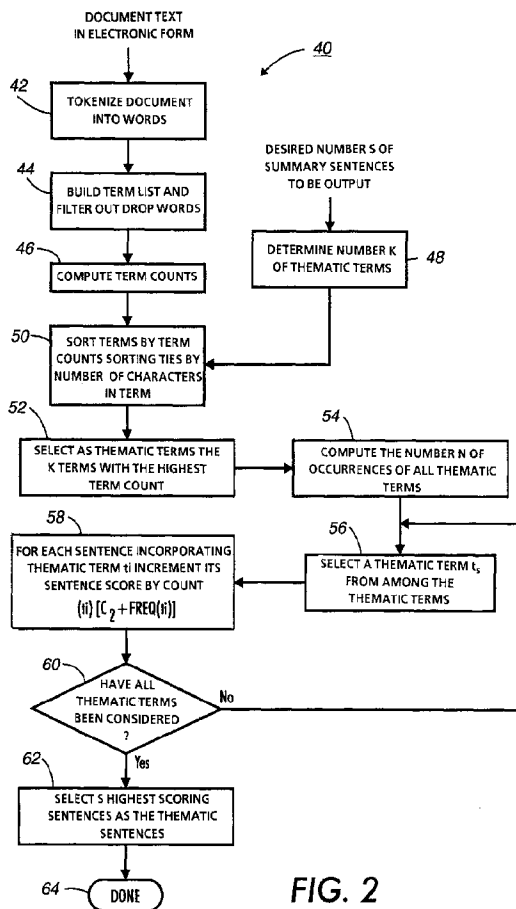 DOCUMENT TEXT
IN ELECTRONIC FORM
40
42
TOKENIZE DOCUMENT
INTO WORDS
44
BUILD TERM LIST AND
FILTER OUT DROP WORDS
DESIRED NUMBER S OF
SUMMARY SENTENCES
TO BE OUTPUT
46
COMPUTE TERM COUNTS
DETERMINE NUMBER K
OF THEMATIC TERMS
48
50
SORT TERMS BY TERM
COUNTS SORTING TIES BY
NUMBER OF CHARACTERS
IN TERM
52
SELECT AS THEMATIC TERMS THE
K TERMS WITH THE HIGHEST
TERM COUNT
54
COMPUTE THE NUMBER N OF
OCCURRENCES OF ALL THEMATIC
TERMS
56
SELECT A THEMATIC TERM ts
FROM AMONG THE
THEMATIC TERMS
58
FOR EACH SENTENCE INCORPORATING
THEMATIC TERM ti INCREMENT ITS
SENTENCE SCORE BY COUNT
(ti) [C2+FREQ(ti)]
60
HAVE ALL
THEMATIC TERMS
BEEN CONSIDERED
?
No
Yes
62
SELECT S HIGHEST SCORING
SENTENCES AS THE THEMATIC
SENTENCES
64
DONE
FIG. 2